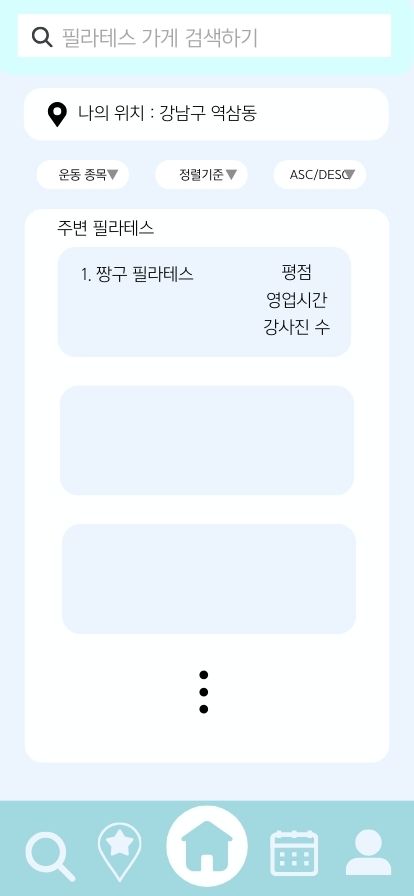 필라테스 가게 검색하기
나의 위치 : 강남구 역삼동
운동 종목▼ 정렬기준▼ ASC/DESC▼
주변 필라테스
1. 짱구 필라테스
평점
영업시간
강사진 수